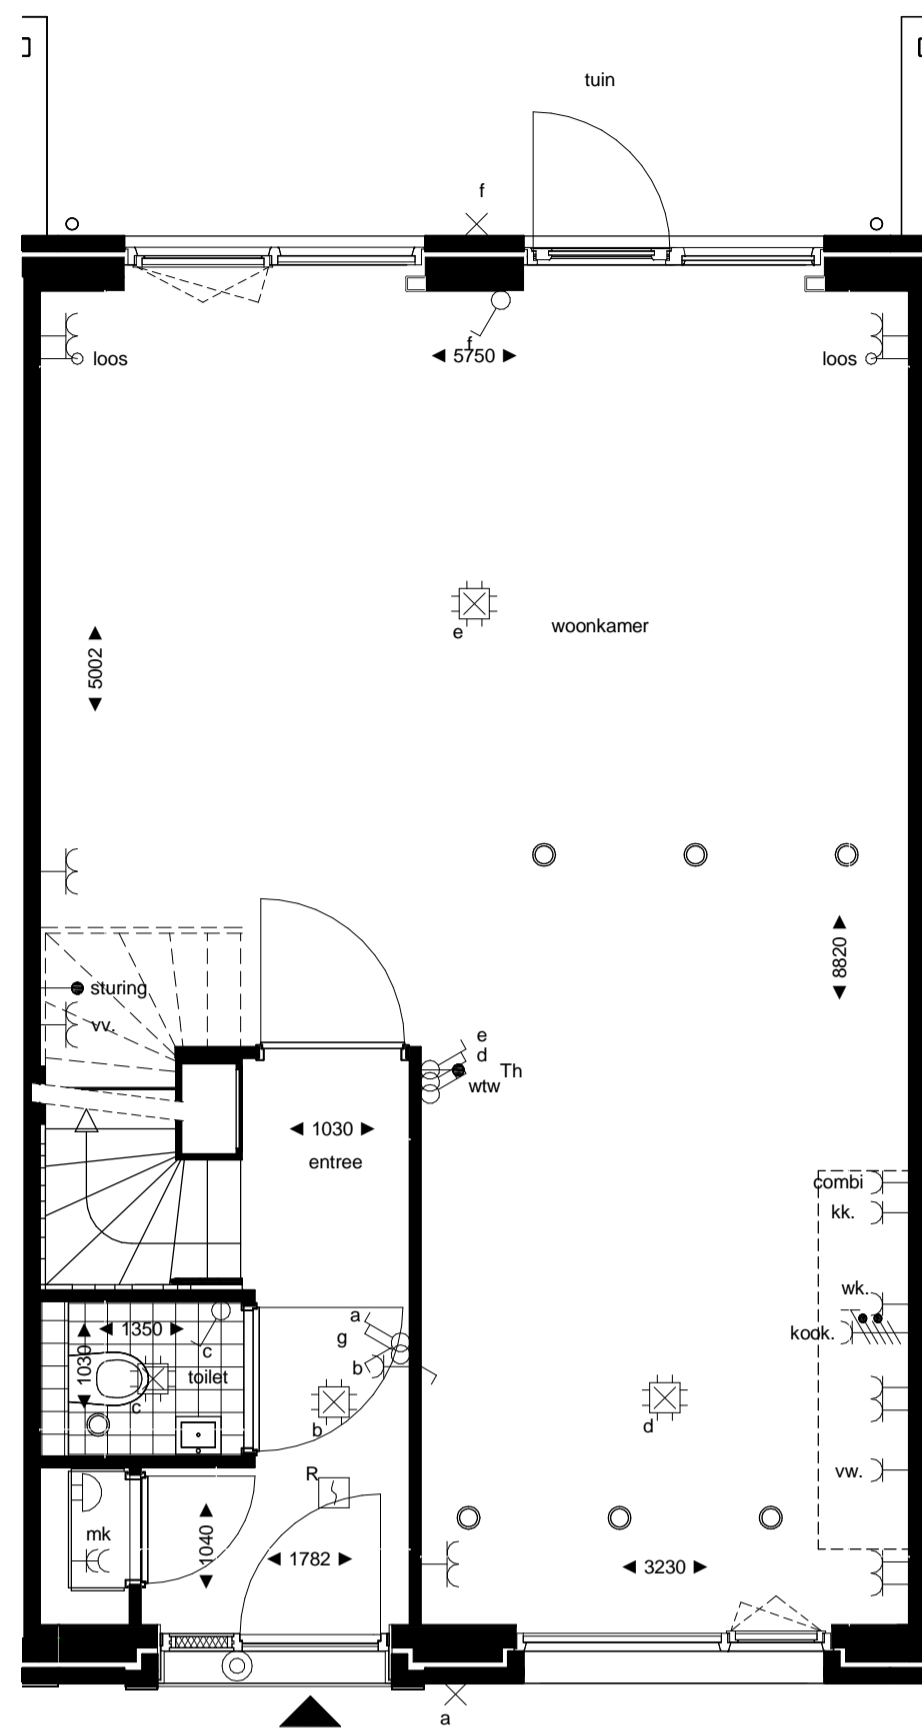 tuin
f
f
5750
loos
loos
e
woonkamer
5002
8820
sturing
vv.
e
d
Th
wtw
1030
entree
combi
kk.
wk.
kook.
a
g
b
1350
1030
c
toilet
c
b
d
vw.
R
mk
1040
1782
3230
a